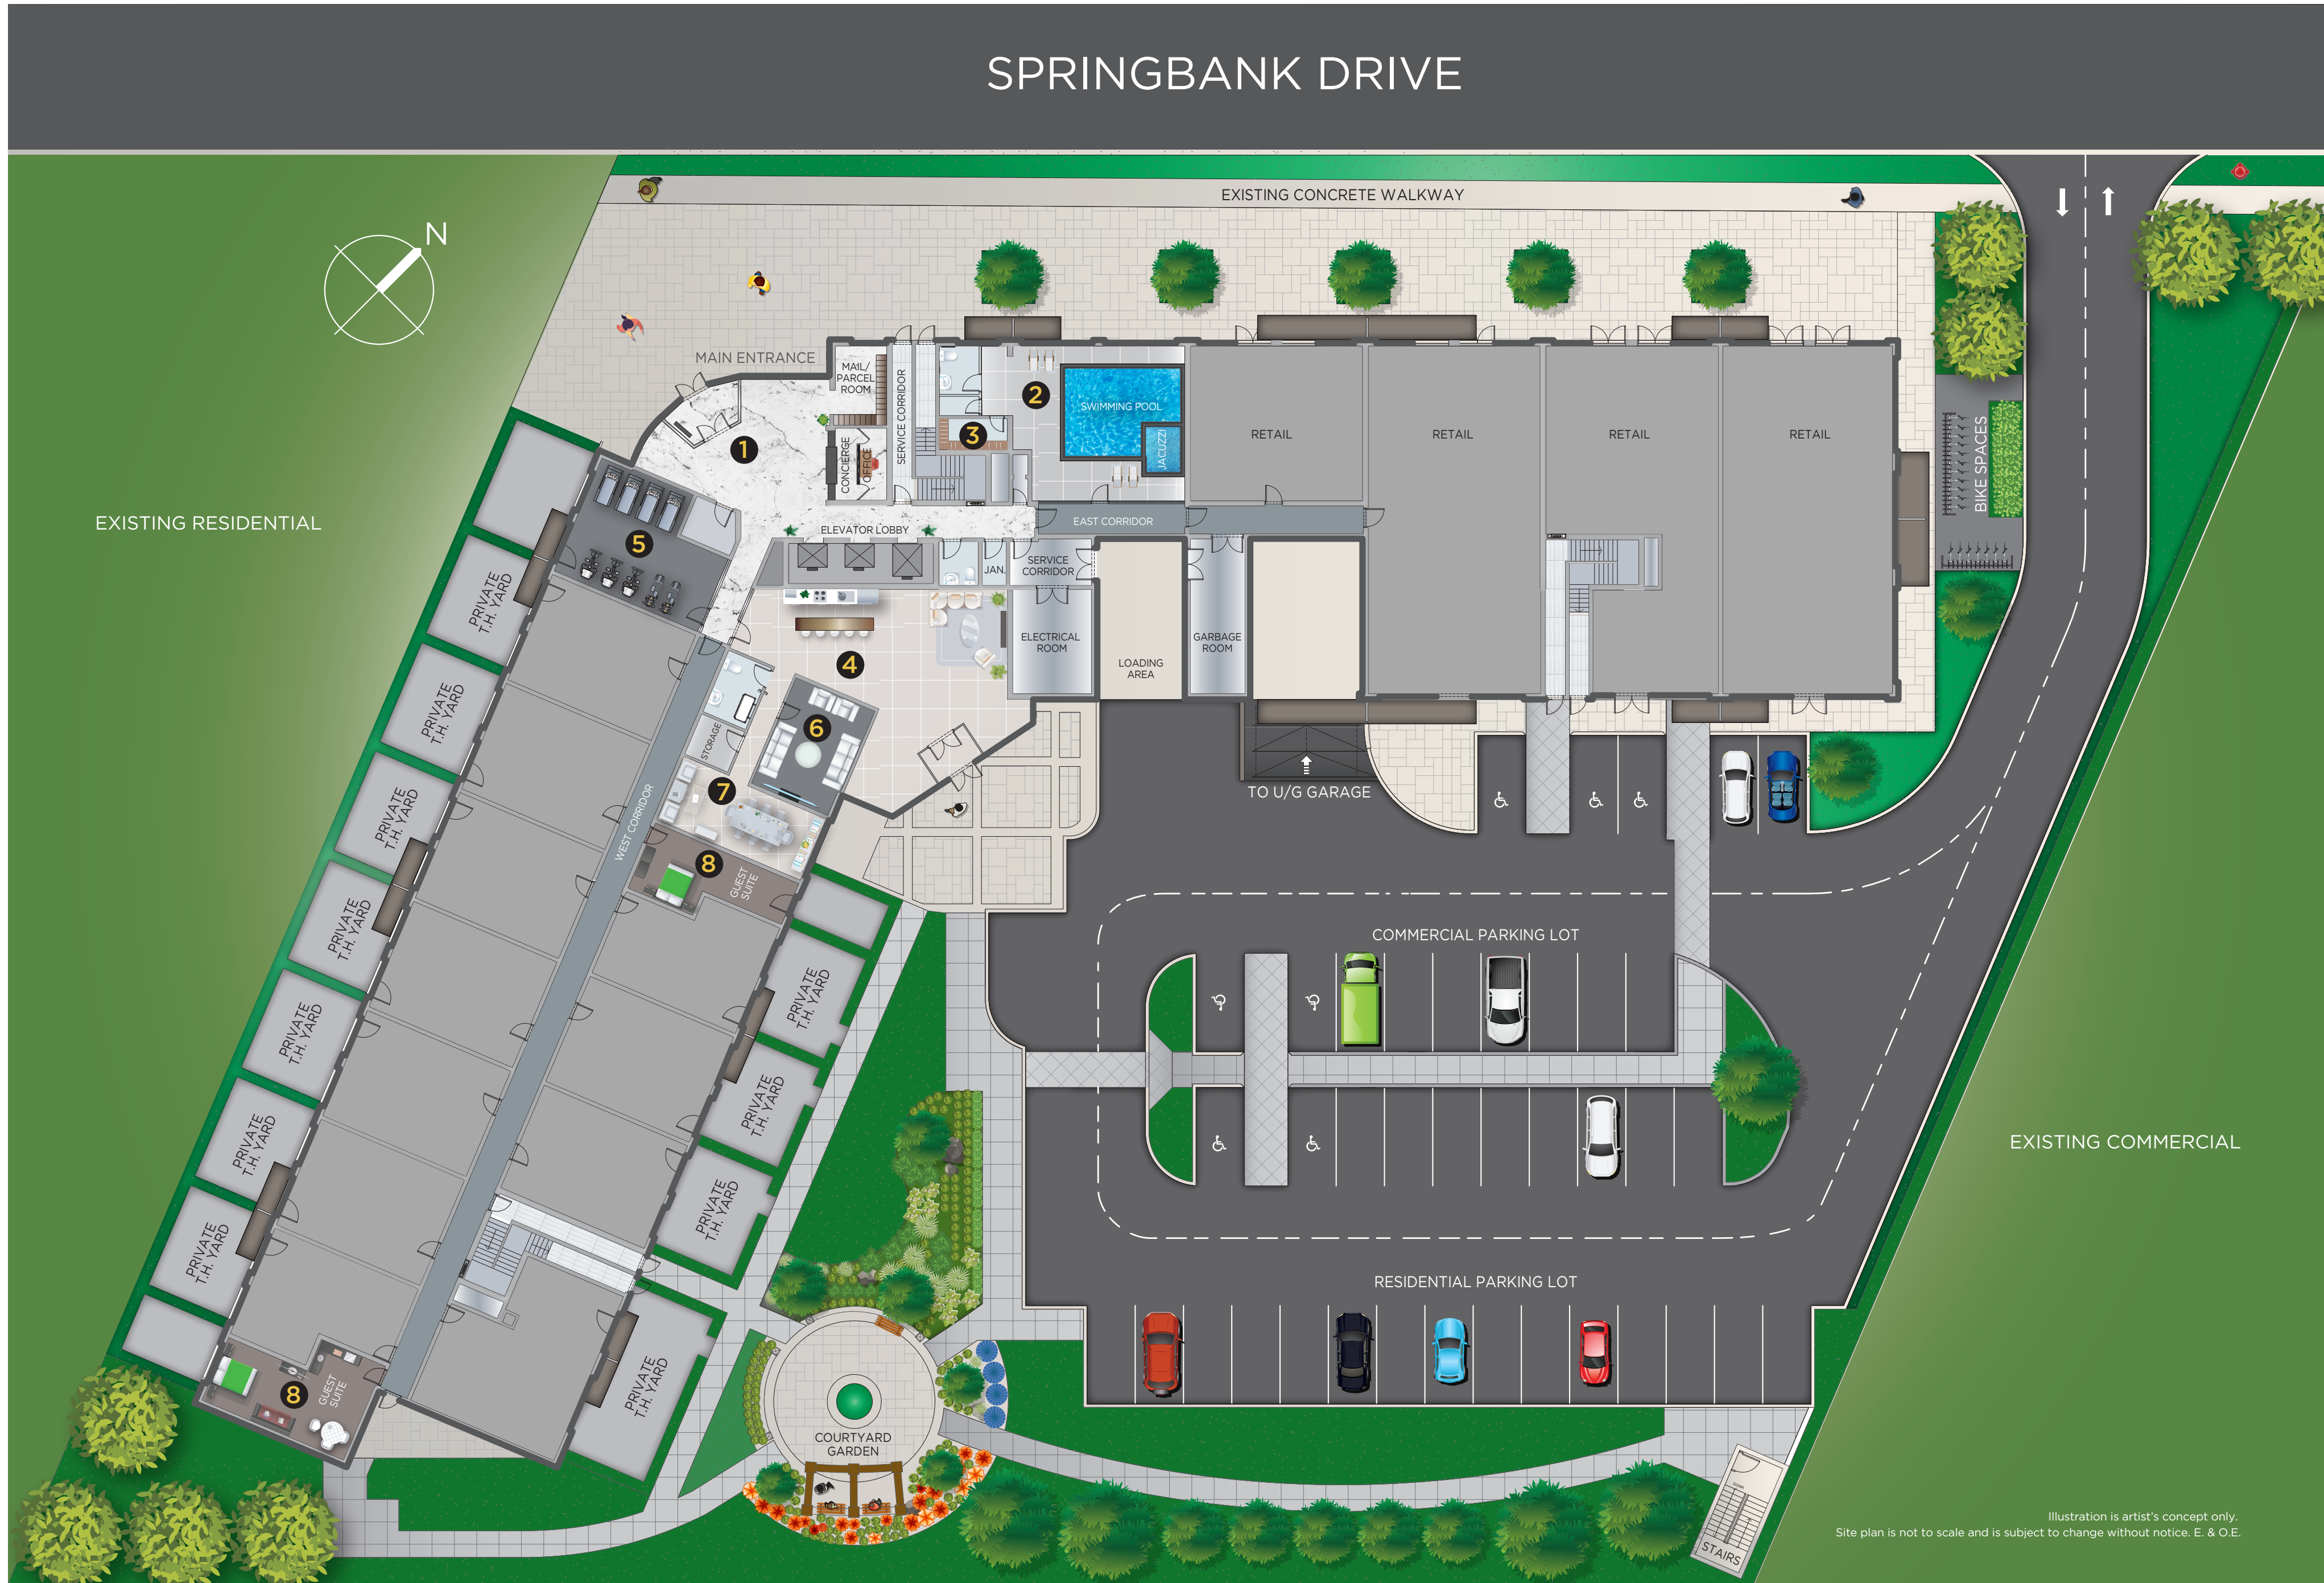 SPRINGBANK DRIVE
EXISTING CONCRETE WALKWAY
N
MAIN ENTRANCE
MAIL/
PARCEL
ROOM
SERVICE CORRIDOR
2
SWIMMING POOL
JACUZZI
3
1
CONCIERGE
OFFICE
RETAIL
RETAIL
RETAIL
RETAIL
BIKE SPACES
EXISTING RESIDENTIAL
ELEVATOR LOBBY
EAST CORRIDOR
5
JAN.
SERVICE
CORRIDOR
PRIVATE
T.H. YARD
4
ELECTRICAL
ROOM
LOADING
AREA
GARBAGE
ROOM
PRIVATE
T.H. YARD
STORAGE
6
7
TO U/G GARAGE
PRIVATE
T.H. YARD
WEST CORRIDOR
8
GUEST
SUITE
PRIVATE
T.H. YARD
COMMERCIAL PARKING LOT
PRIVATE
T.H. YARD
PRIVATE
T.H. YARD
PRIVATE
T.H. YARD
PRIVATE
T.H. YARD
EXISTING COMMERCIAL
PRIVATE
T.H. YARD
PRIVATE
T.H. YARD
RESIDENTIAL PARKING LOT
8
GUEST
SUITE
PRIVATE
T.H. YARD
COURTYARD
GARDEN
STAIRS
Illustration is artist's concept only.
Site plan is not to scale and is subject to change without notice. E. & O.E.